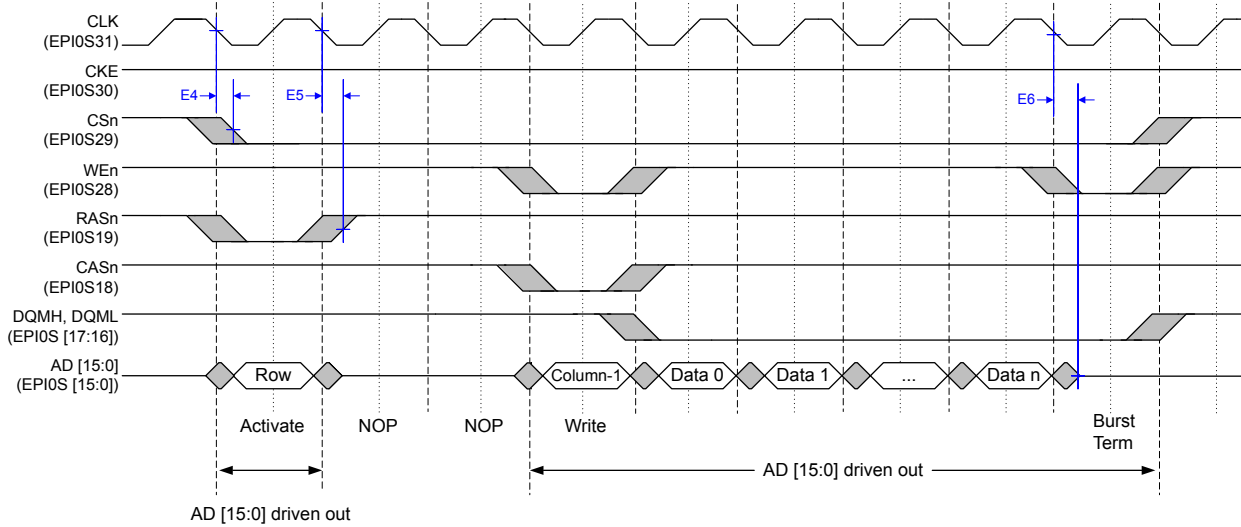 CLK
(EPI0S31)
CKE
(EPI0S30)
E4
E5
E6
CSn
(EPI0S29)
WEn
(EPI0S28)
RASn
(EPI0S19)
CASn
(EPI0S18)
DQMH, DQML
(EPI0S [17:16])
AD [15:0]
(EPI0S [15:0])
Row
Column-1
Data 0
Data 1
...
Data n
Activate
NOP
NOP
Write
Burst
Term
AD [15:0] driven out
AD [15:0] driven out